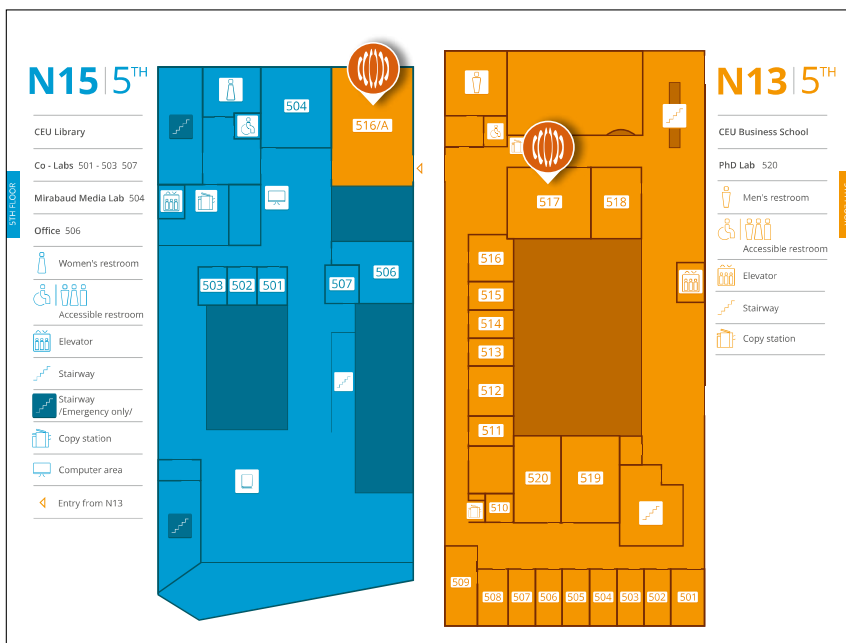 N15 | 5TH
CEU Library
Co - Labs 501 - 503 507
Mirabaud Media Lab 504
Office 506
Women's restroom
Accessible restroom
Elevator
Stairway
Stairway
/Emergency only/
Copy station
Computer area
Entry from N13
5TH FLOOR
504
516/A
503
502
501
507
506
517
518
516
515
514
513
512
511
520
519
510
509
508
507
506
505
504
503
502
501
N13 | 5TH
CEU Business School
PhD Lab 520
Men's restroom
Accessible restroom
Elevator
Stairway
Copy station